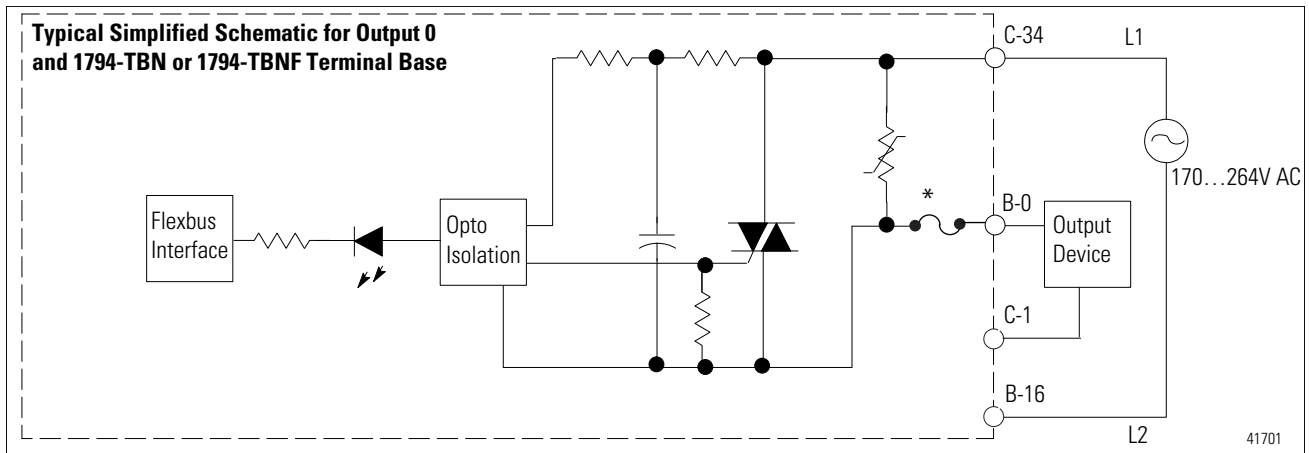 Typical Simplified Schematic for Output 0
and 1794-TBN or 1794-TBNF Terminal Base
C-34
L1
170…264V AC
*
B-0
Flexbus
Interface
Opto
Isolation
Output
Device
C-1
B-16
L2
41701